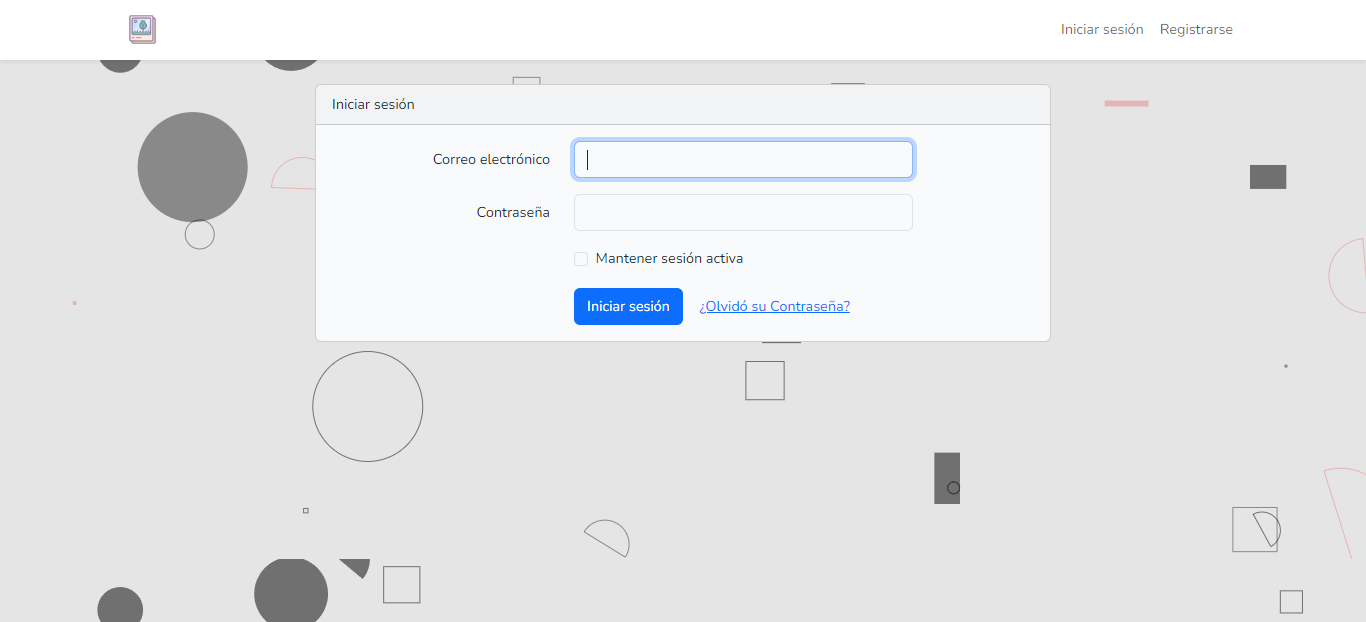 Iniciar sesión Registrarse
Iniciar sesión
Correo electrónico
Contraseña
Mantener sesión activa
Iniciar sesión ¿Olvidó su Contraseña?